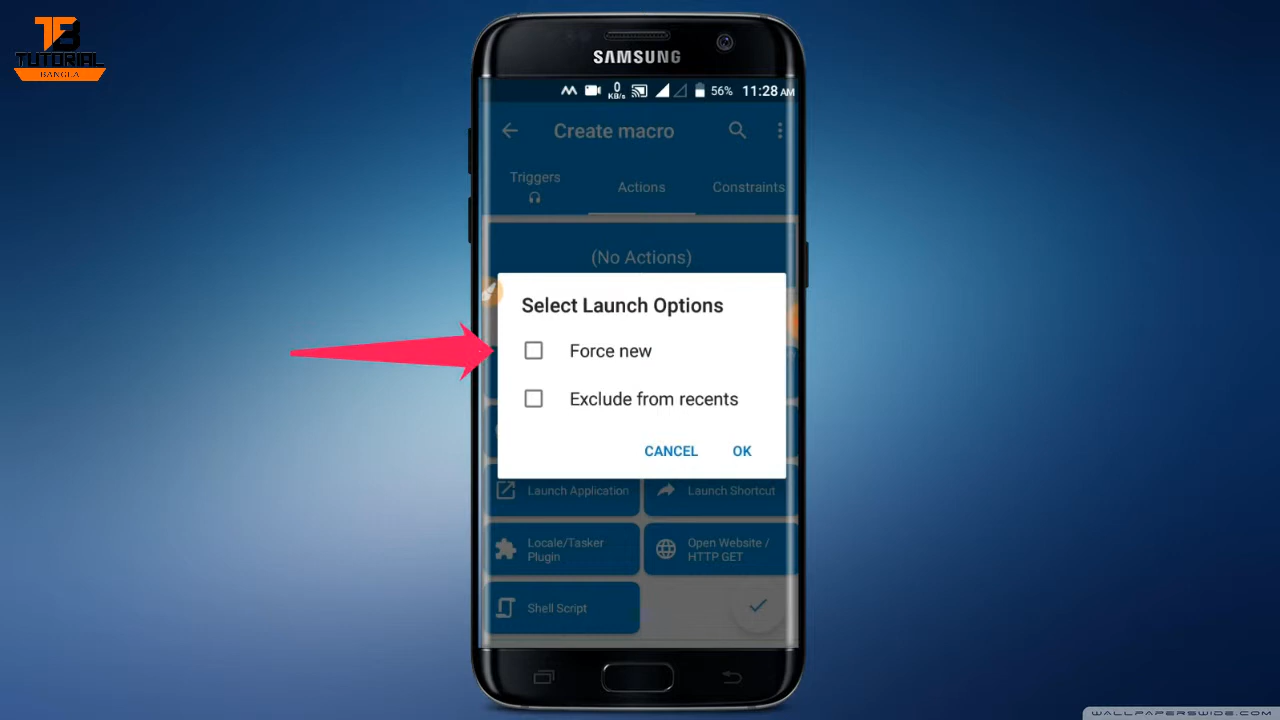 TB
TUTORIAL
BANGLA
SAMSUNG
0
KB/s
56%
11:28 AM
Create macro
Triggers
Actions
Constraints
(No Actions)
Select Launch Options
Force new
Exclude from recents
CANCEL
OK
Launch Application
Launch Shortcut
Locale/Tasker
Plugin
Open Website /
HTTP GET
Shell Script
WALLPAPERSWIDE.COM